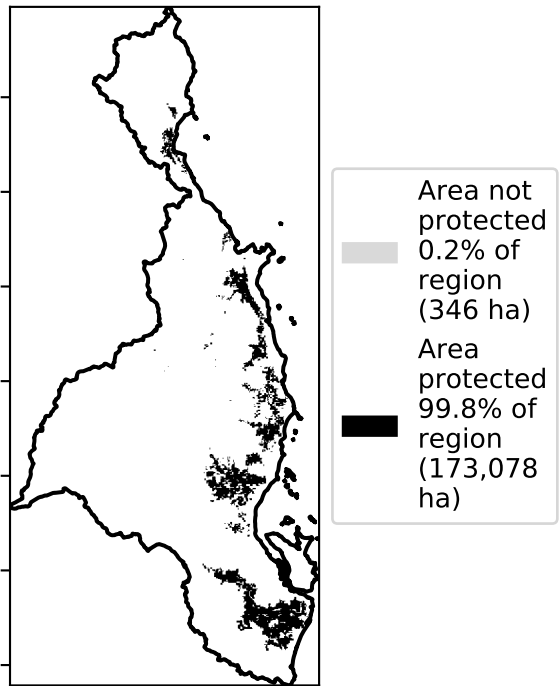 Area not
protected
0.2% of
region
(346 ha)
Area
protected
99.8% of
region
(173,078
ha)